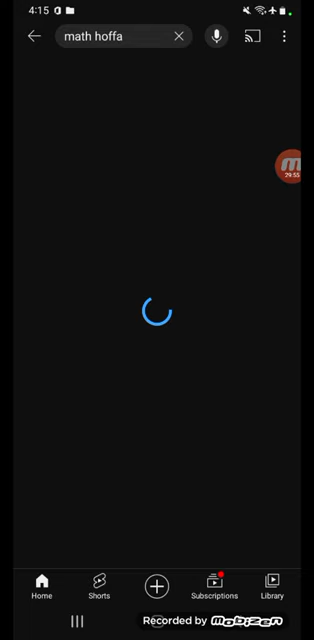 4:15
math hoffa
29:55
Home
Shorts
Subscriptions
Library
Recorded by mobizen